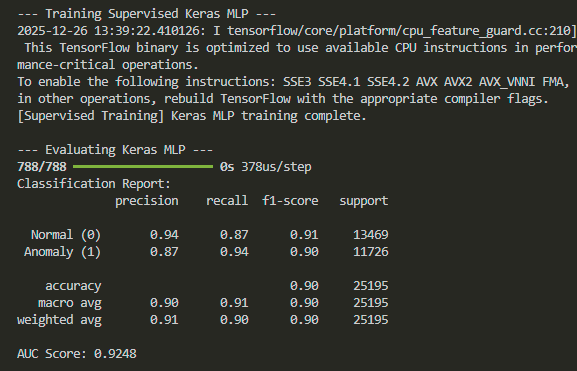 --- Training Supervised Keras MLP ---
2025-12-26 13:39:22.410126: I tensorflow/core/platform/cpu_feature_guard.cc:210]
 This TensorFlow binary is optimized to use available CPU instructions in perfor
mance-critical operations.
To enable the following instructions: SSE3 SSE4.1 SSE4.2 AVX AVX2 AVX_VNNI FMA,
in other operations, rebuild TensorFlow with the appropriate compiler flags.
[Supervised Training] Keras MLP training complete.

--- Evaluating Keras MLP ---
788/788 ━━━━━━━━━━━━━━━━━━━━ 0s 378us/step
Classification Report:
              precision    recall  f1-score   support

  Normal (0)       0.94      0.87      0.91     13469
 Anomaly (1)       0.87      0.94      0.90     11726

    accuracy                           0.90     25195
   macro avg       0.90      0.91      0.90     25195
weighted avg       0.91      0.90      0.90     25195

AUC Score: 0.9248